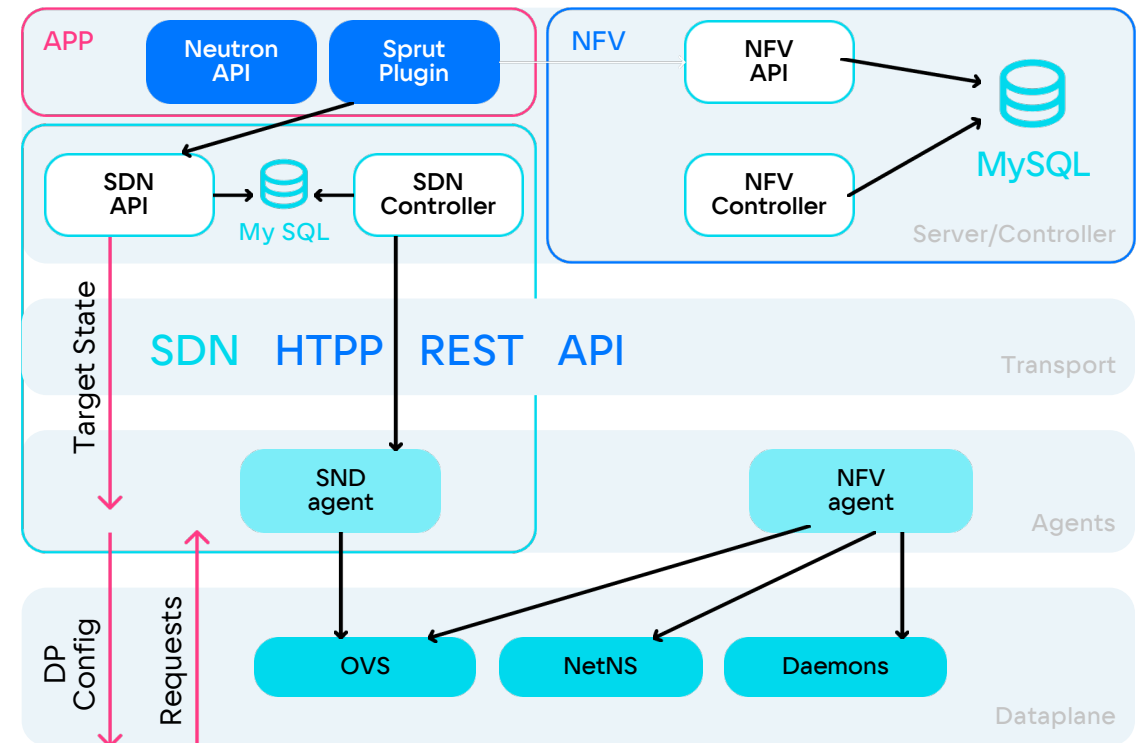 APP
Neutron
API
Sprut
Plugin
NFV
NFV
API
MySQL
SDN
API
My SQL
SDN
Controller
NFV
Controller
Server/Controller
Target State
SDN HTPP REST API
Transport
SND
agent
NFV
agent
Agents
DP
Config
Requests
OVS
NetNS
Daemons
Dataplane